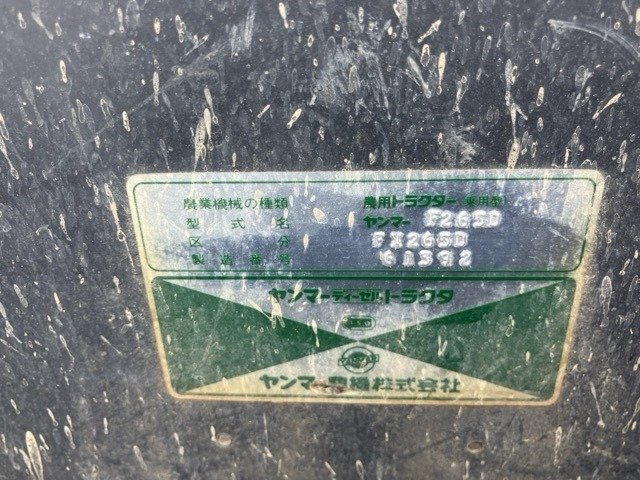 農業機械の種類 農用トラクター(乗用型)
型式名 ヤンマー F265D
区分 FX265D
製造番号 61392
ヤンマーディーゼルトラクタ
ヤンマー農機株式会社